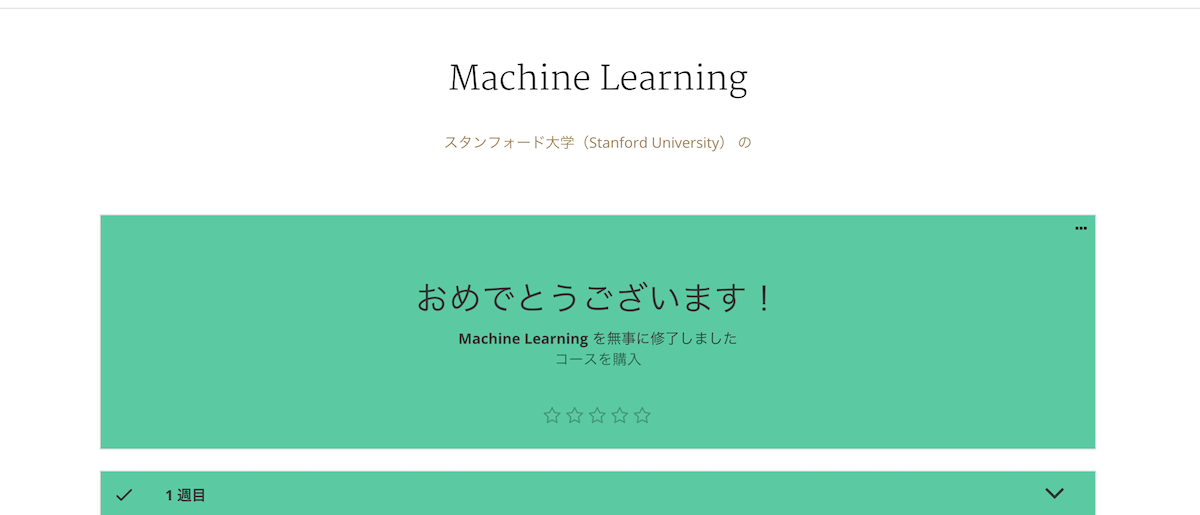 Machine Learning
スタンフォード大学（Stanford University） の
おめでとうございます！
Machine Learning を無事に修了しました
コースを購入
1 週目